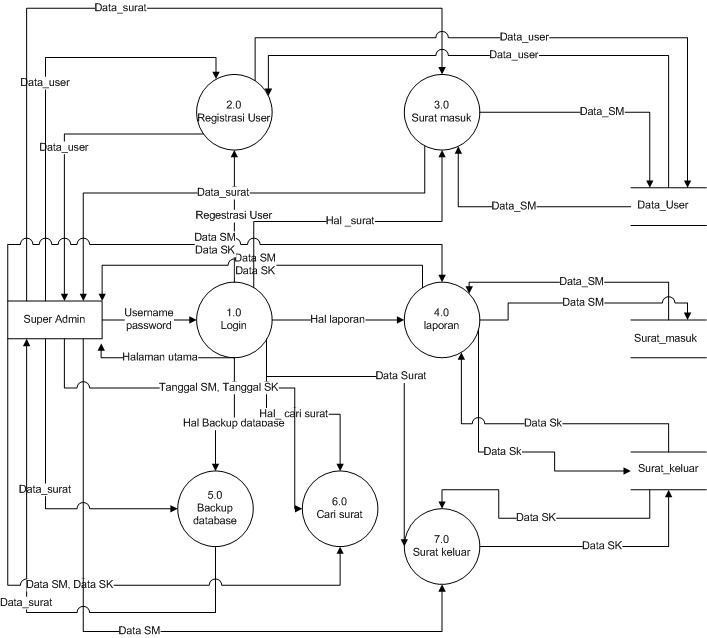 Data_surat
Data_user
Data_user
Data_user
2.0
Registrasi User
3.0
Surat masuk
Data_SM
Data_user
Data_surat
Data_SM
Data_User
Regestrasi User
Hal _surat
Data SM
Data SK
Data SM
Data SK
Data_SM
Data SM
Super Admin
Username
password
1.0
Login
Hal laporan
4.0
laporan
Surat_masuk
Halaman utama
Data Surat
Tanggal SM, Tanggal SK
Hal_ cari surat
Hal Backup database
Data Sk
Data Sk
Surat_keluar
Data_surat
5.0
Backup
database
6.0
Cari surat
Data SK
7.0
Surat keluar
Data SK
Data SM, Data SK
Data_surat
Data SM